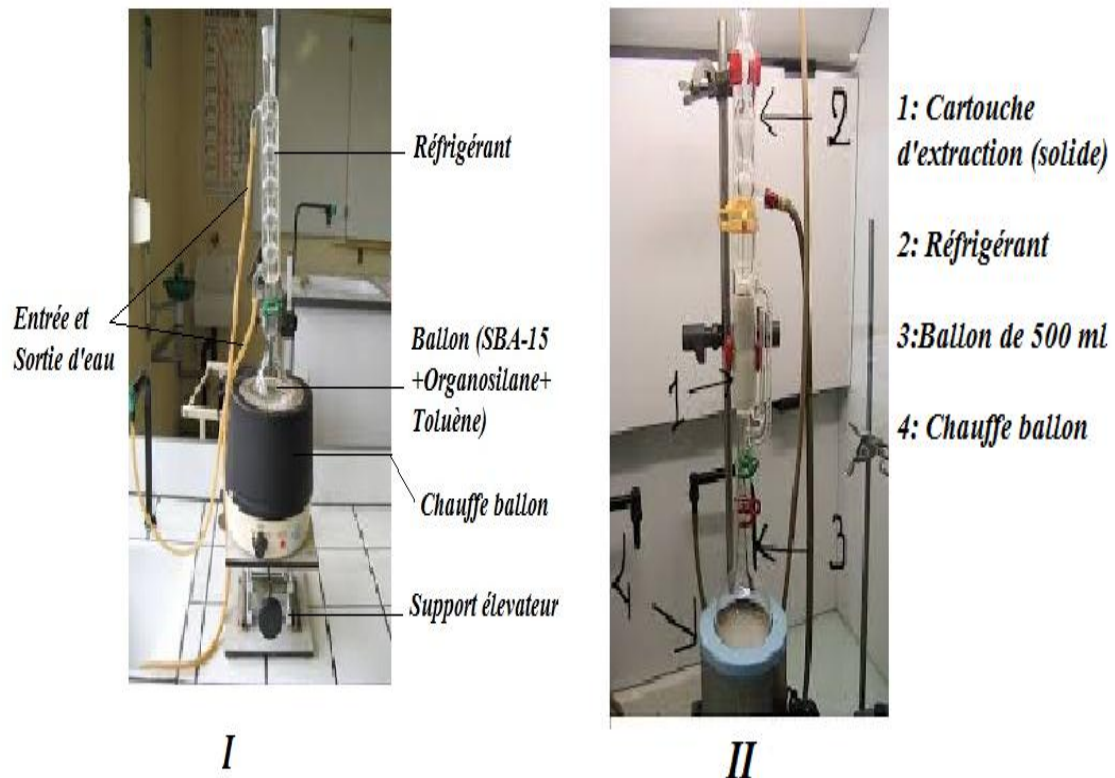 Réfrigérant
Entrée et
Sortie d'eau
Ballon (SBA-15
+Organosilane+
Toluène)
Chauffe ballon
Support élevateur
I
2
1
3
4
1: Cartouche
d'extraction (solide)
2: Réfrigérant
3:Ballon de 500 ml
4: Chauffe ballon
II